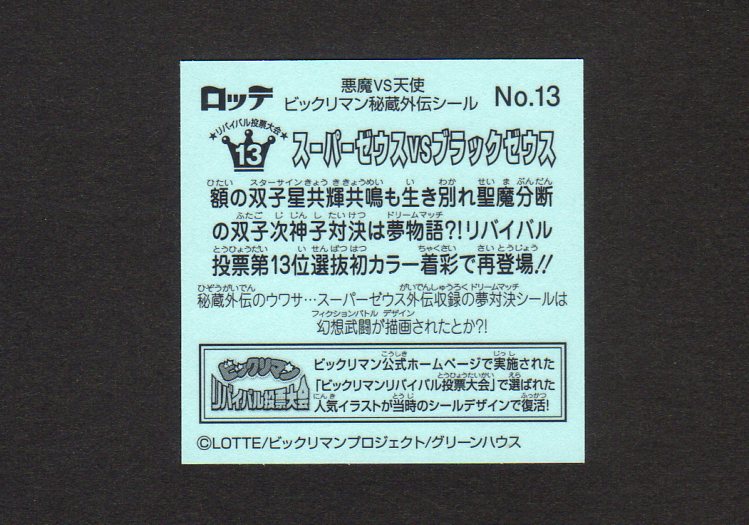 ロッテ
悪魔VS天使
ビックリマン秘蔵外伝シール
No.13
★リバイバル投票大会★
13
スーパーゼウスVSブラックゼウス
額の双子星共輝共鳴も生き別れ聖魔分断
の双子次神子対決は夢物語?!リバイバル
投票第13位選抜初カラー着彩で再登場!!
秘蔵外伝のウワサ…スーパーゼウス外伝収録の夢対決シールは
幻想武闘が描画されたとか?!
ビックリマン
リバイバル投票大会
ビックリマン公式ホームページで実施された
「ビックリマンリバイバル投票大会」で選ばれた
人気イラストが当時のシールデザインで復活!
©LOTTE/ビックリマンプロジェクト/グリーンハウス